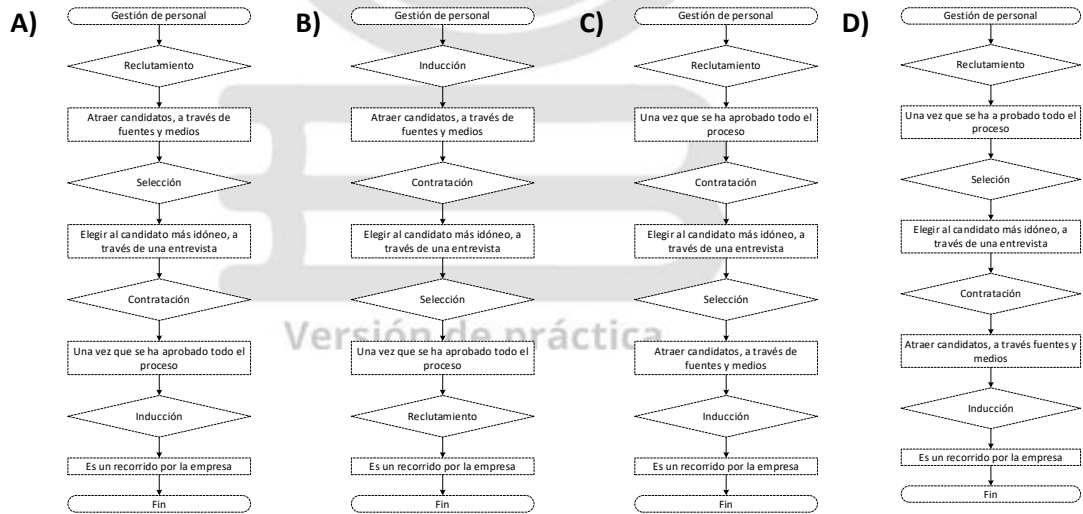 A)
Gestión de personal
Reclutamiento
Atraer candidatos, a través de
fuentes y medios
Selección
Elegir al candidato más idóneo, a
través de una entrevista
Contratación
Una vez que se ha aprobado todo el
proceso
Inducción
Es un recorrido por la empresa
Fin
B)
Gestión de personal
Inducción
Atraer candidatos, a través de
fuentes y medios
Contratación
Elegir al candidato más idóneo, a
través de una entrevista
Selección
Una vez que se ha aprobado todo el
proceso
Reclutamiento
Es un recorrido por la empresa
Fin
C)
Gestión de personal
Reclutamiento
Una vez que se ha aprobado todo el
proceso
Contratación
Elegir al candidato más idóneo, a
través de una entrevista
Selección
Atraer candidatos, a través de
fuentes y medios
Inducción
Es un recorrido por la empresa
Fin
D)
Gestión de personal
Reclutamiento
Una vez que se ha a probado todo el
proceso
Seleción
Elegir al candidato más idóneo, a
través de una entrevista
Contratación
Atraer candidatos, a través fuentes y
medios
Inducción
Es un recorrido por la empresa
Fin
Versión de práctica